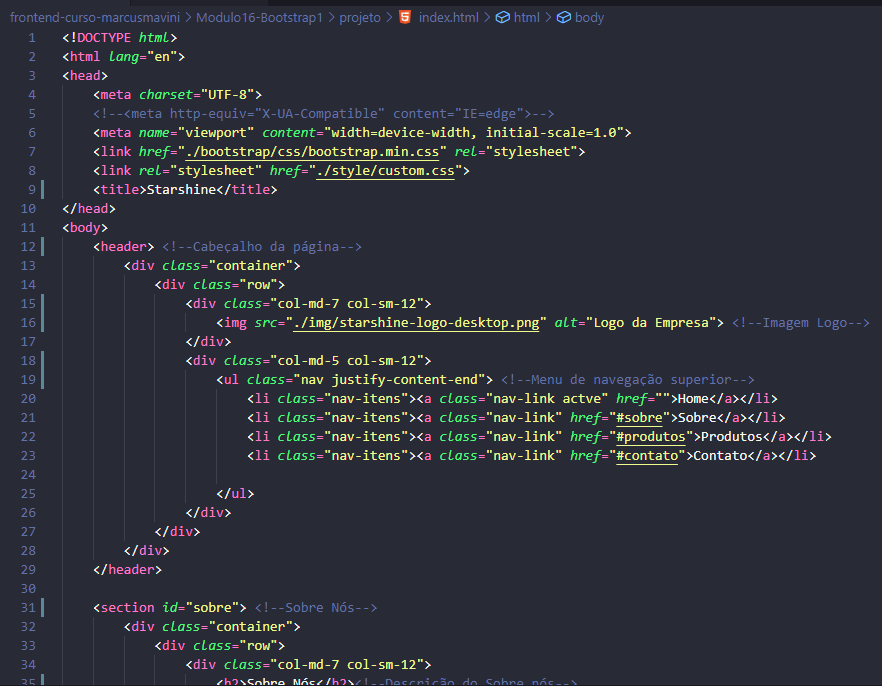 frontend-curso-marcusmavini > Modulo16-Bootstrap1 > projeto > index.html > html > body
1 <!DOCTYPE html>
2 <html lang="en">
3 <head>
4 <meta charset="UTF-8">
5 <!--<meta http-equiv="X-UA-Compatible" content="IE=edge">-->
6 <meta name="viewport" content="width=device-width, initial-scale=1.0">
7 <link href="./bootstrap/css/bootstrap.min.css" rel="stylesheet">
8 <link rel="stylesheet" href="./style/custom.css">
9 <title>Starshine</title>
10 </head>
11 <body>
12 <header> <!--Cabeçalho da página-->
13 <div class="container">
14 <div class="row">
15 <div class="col-md-7 col-sm-12">
16 <img src="./img/starshine-logo-desktop.png" alt="Logo da Empresa"> <!--Imagem Logo-->
17 </div>
18 <div class="col-md-5 col-sm-12">
19 <ul class="nav justify-content-end"> <!--Menu de navegação superior-->
20 <li class="nav-itens"><a class="nav-link actve" href="">Home</a></li>
21 <li class="nav-itens"><a class="nav-link" href="#sobre">Sobre</a></li>
22 <li class="nav-itens"><a class="nav-link" href="#produtos">Produtos</a></li>
23 <li class="nav-itens"><a class="nav-link" href="#contato">Contato</a></li>
24
25 </ul>
26 </div>
27 </div>
28 </div>
29 </header>
30
31 <section id="sobre"> <!--Sobre Nós-->
32 <div class="container">
33 <div class="row">
34 <div class="col-md-7 col-sm-12">
35 <h2>Sobre Nós</h2><!--Descrição do Sobre nós-->